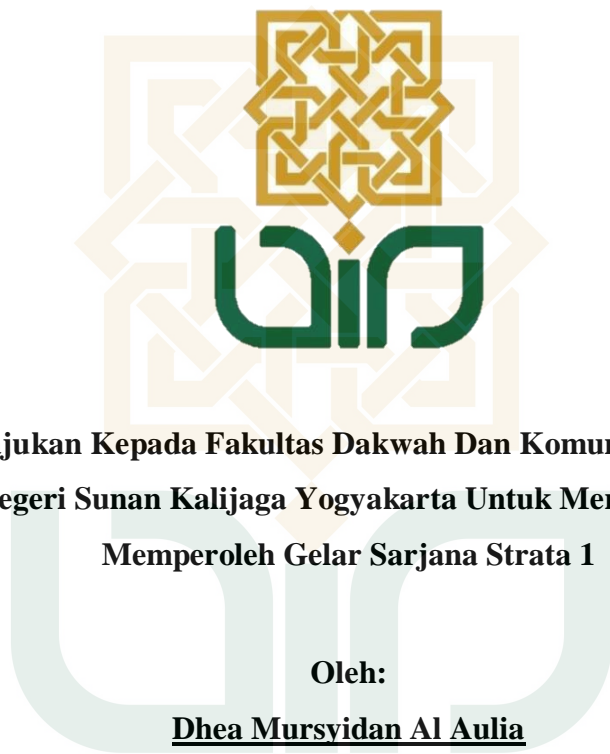 uin
jukan Kepada Fakultas Dakwah Dan Komun
egeri Sunan Kalijaga Yogyakarta Untuk Me
Memperoleh Gelar Sarjana Strata 1
Oleh:
Dhea Mursyidan Al Aulia